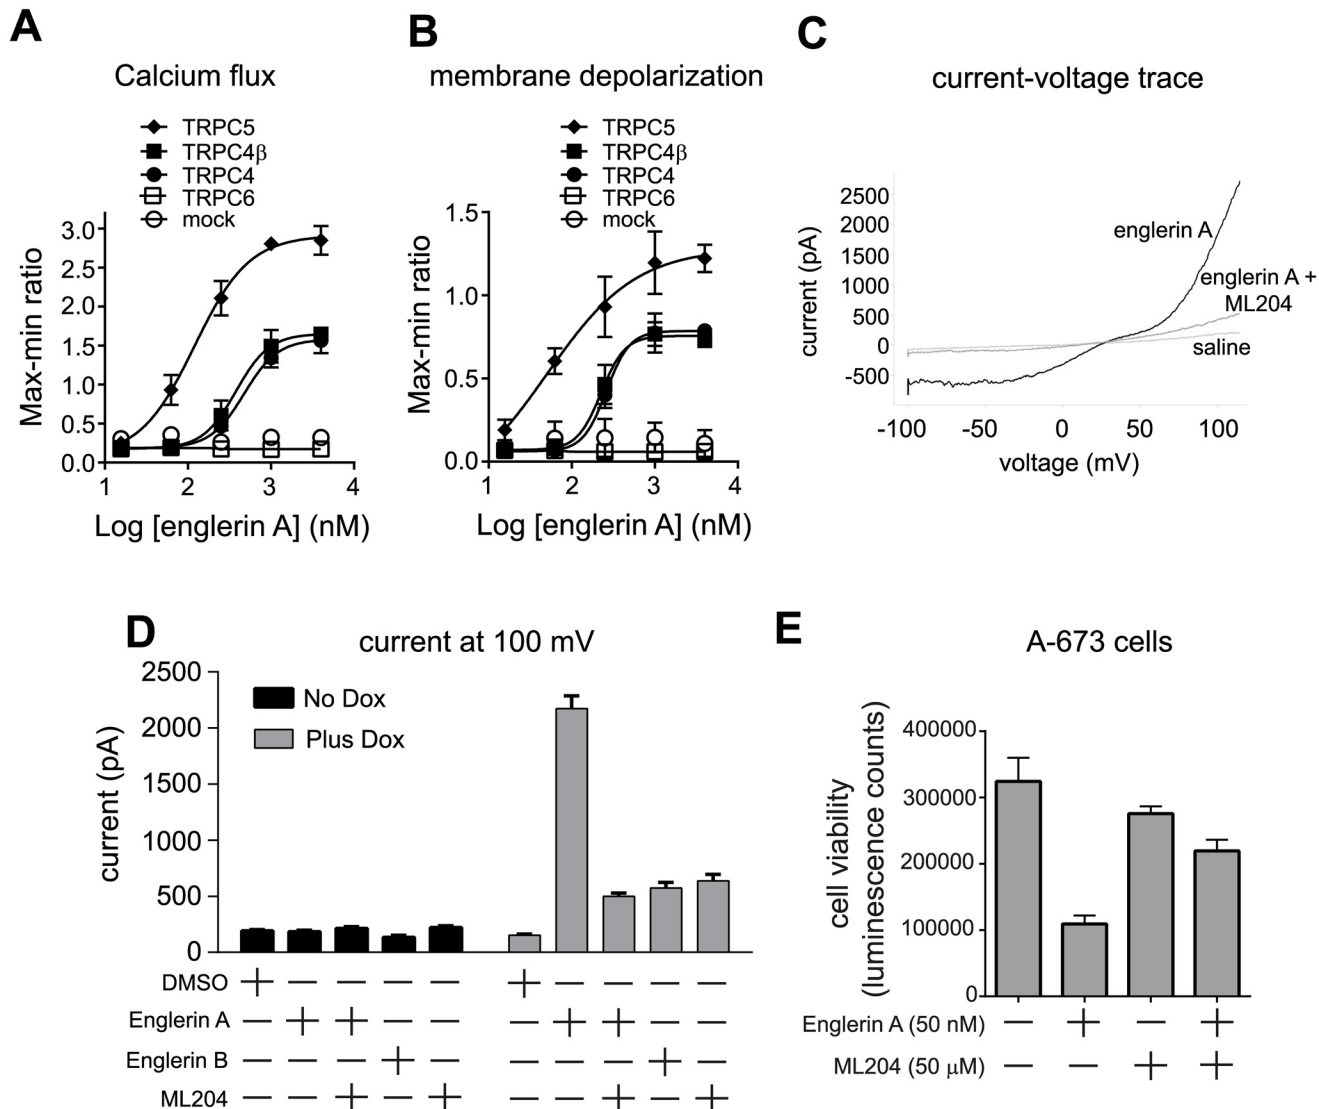 A
Calcium flux
TRPC5
TRPC4β
TRPC4
TRPC6
mock
Max-min ratio
3.0
2.5
2.0
1.5
1.0
0.5
0.0
1 2 3 4
Log [englerin A] (nM)
B
membrane depolarization
TRPC5
TRPC4β
TRPC4
TRPC6
mock
Max-min ratio
1.5
1.0
0.5
0.0
1 2 3 4
Log [englerin A] (nM)
C
current-voltage trace
current (pA)
2500
2000
1500
1000
500
0
-500
englerin A
englerin A +
ML204
saline
-100 -50 0 50 100
voltage (mV)
D
current at 100 mV
No Dox
Plus Dox
current (pA)
2500
2000
1500
1000
500
0
DMSO + — — — — + — — — —
Englerin A — + + — — — + + — —
Englerin B — — — + — — — — + —
ML204 — — + — + — — + — +
E
A-673 cells
cell viability
(luminescence counts)
400000
300000
200000
100000
0
Englerin A (50 nM) — + — +
ML204 (50 μM) — — + +